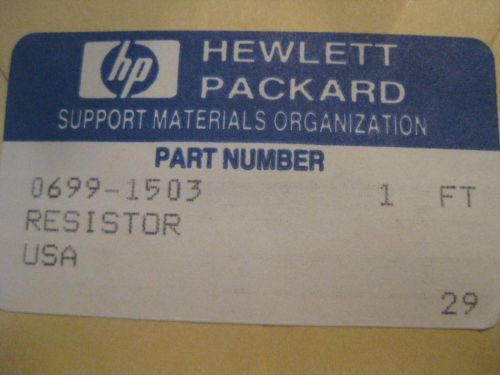 hp HEWLETT
PACKARD
SUPPORT MATERIALS ORGANIZATION
PART NUMBER
0699-1503 1 FT
RESISTOR
USA
29